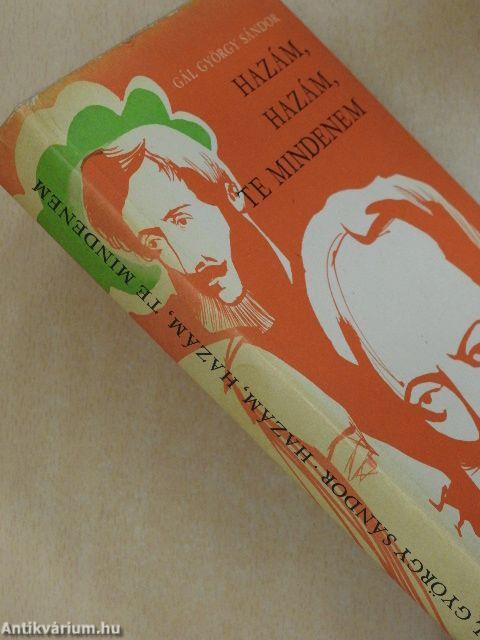 GÁL GYÖRGY SÁNDOR
HAZÁM,
HAZÁM,
TE MINDENEM
GYÖRGY SÁNDOR · HAZÁM, HAZÁM, TE MINDENEM
Antikvárium.hu